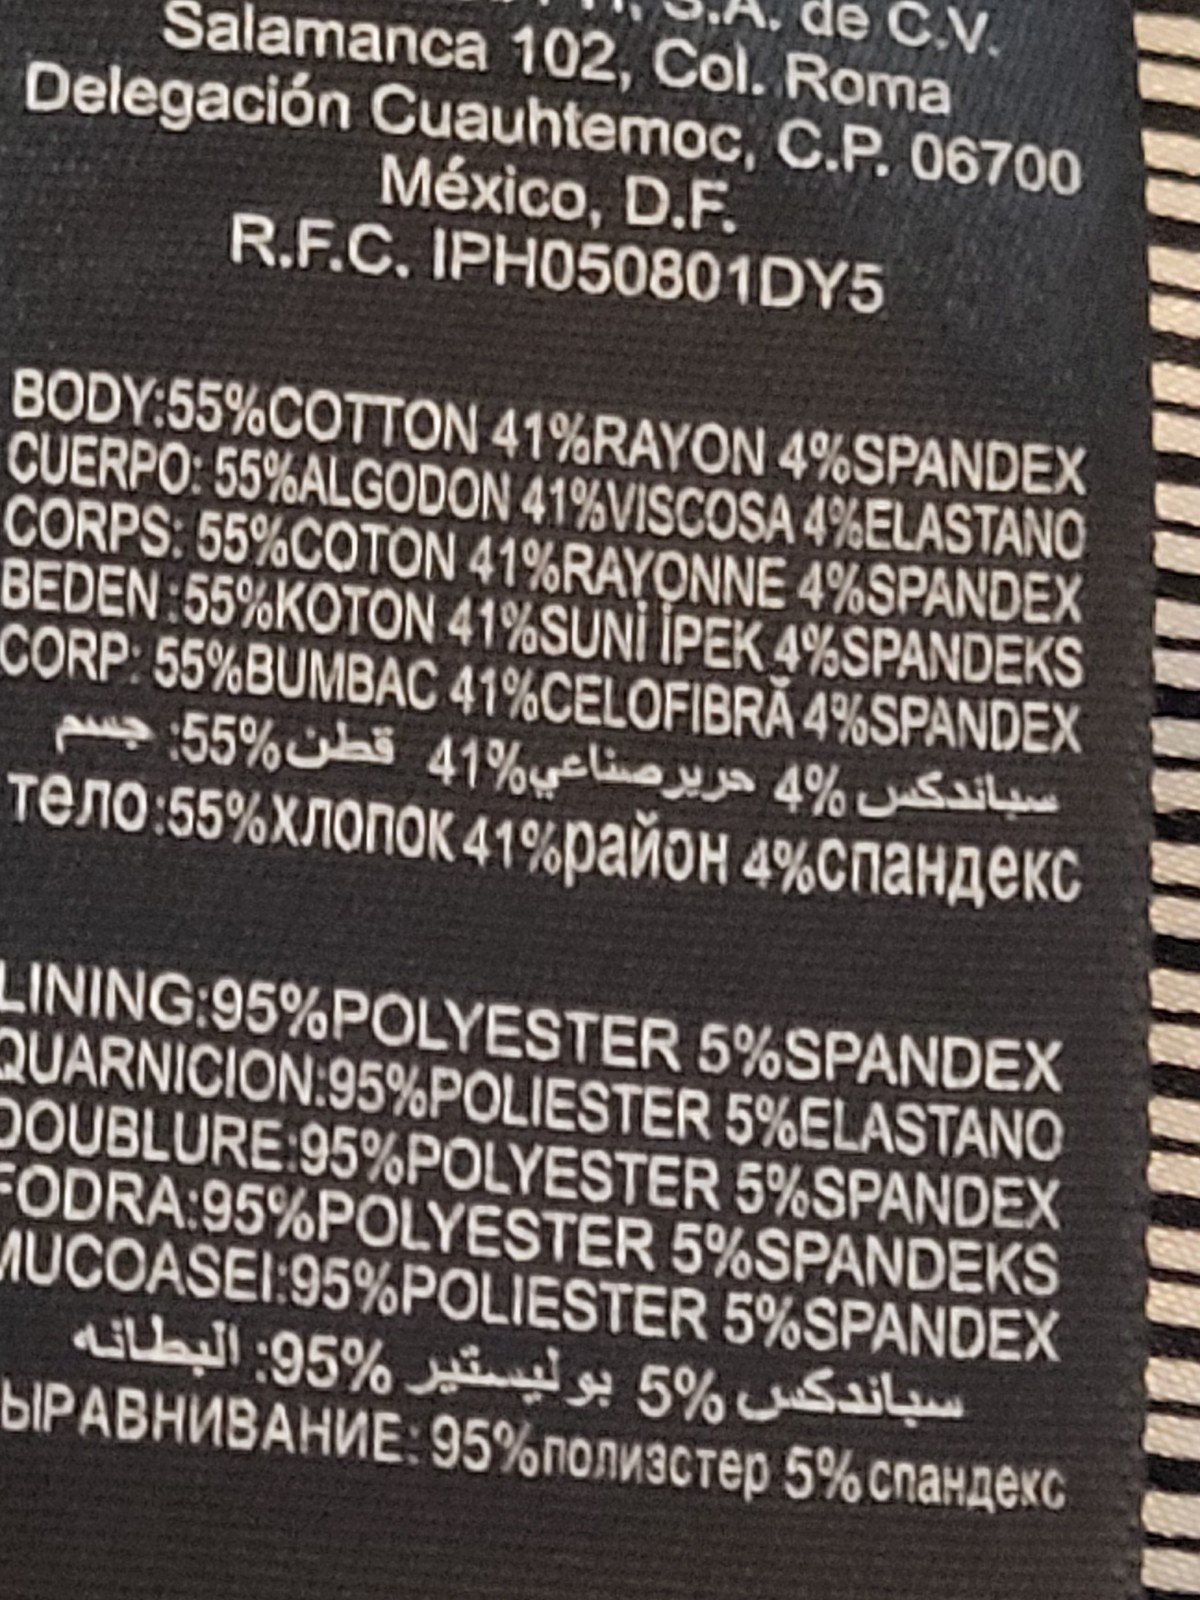 S.A. de C.V.
Salamanca 102, Col. Roma
Delegación Cuauhtemoc, C.P. 06700
México, D.F.
R.F.C. IPH050801DY5
BODY:55%COTTON 41%RAYON 4%SPANDEX
CUERPO: 55%ALGODON 41%VISCOSA 4%ELASTANO
CORPS: 55%COTON 41%RAYONNE 4%SPANDEX
BEDEN :55%KOTON 41%SUNİ İPEK 4%SPANDEKS
CORP: 55%BUMBAC 41%CELOFIBRĂ 4%SPANDEX
جسم :55%قطن 41%حرير صناعي 4%سباندكس
тело:55%хлопок 41%район 4%спандекс
LINING:95%POLYESTER 5%SPANDEX
QUARNICION:95%POLIESTER 5%ELASTANO
DOUBLURE:95%POLYESTER 5%SPANDEX
FODRA:95%POLYESTER 5%SPANDEKS
MUCOASEI:95%POLIESTER 5%SPANDEX
البطانه :95% بوليستير 5% سباندكس
ВЫРАВНИВАНИЕ: 95%полизстер 5%спандекс